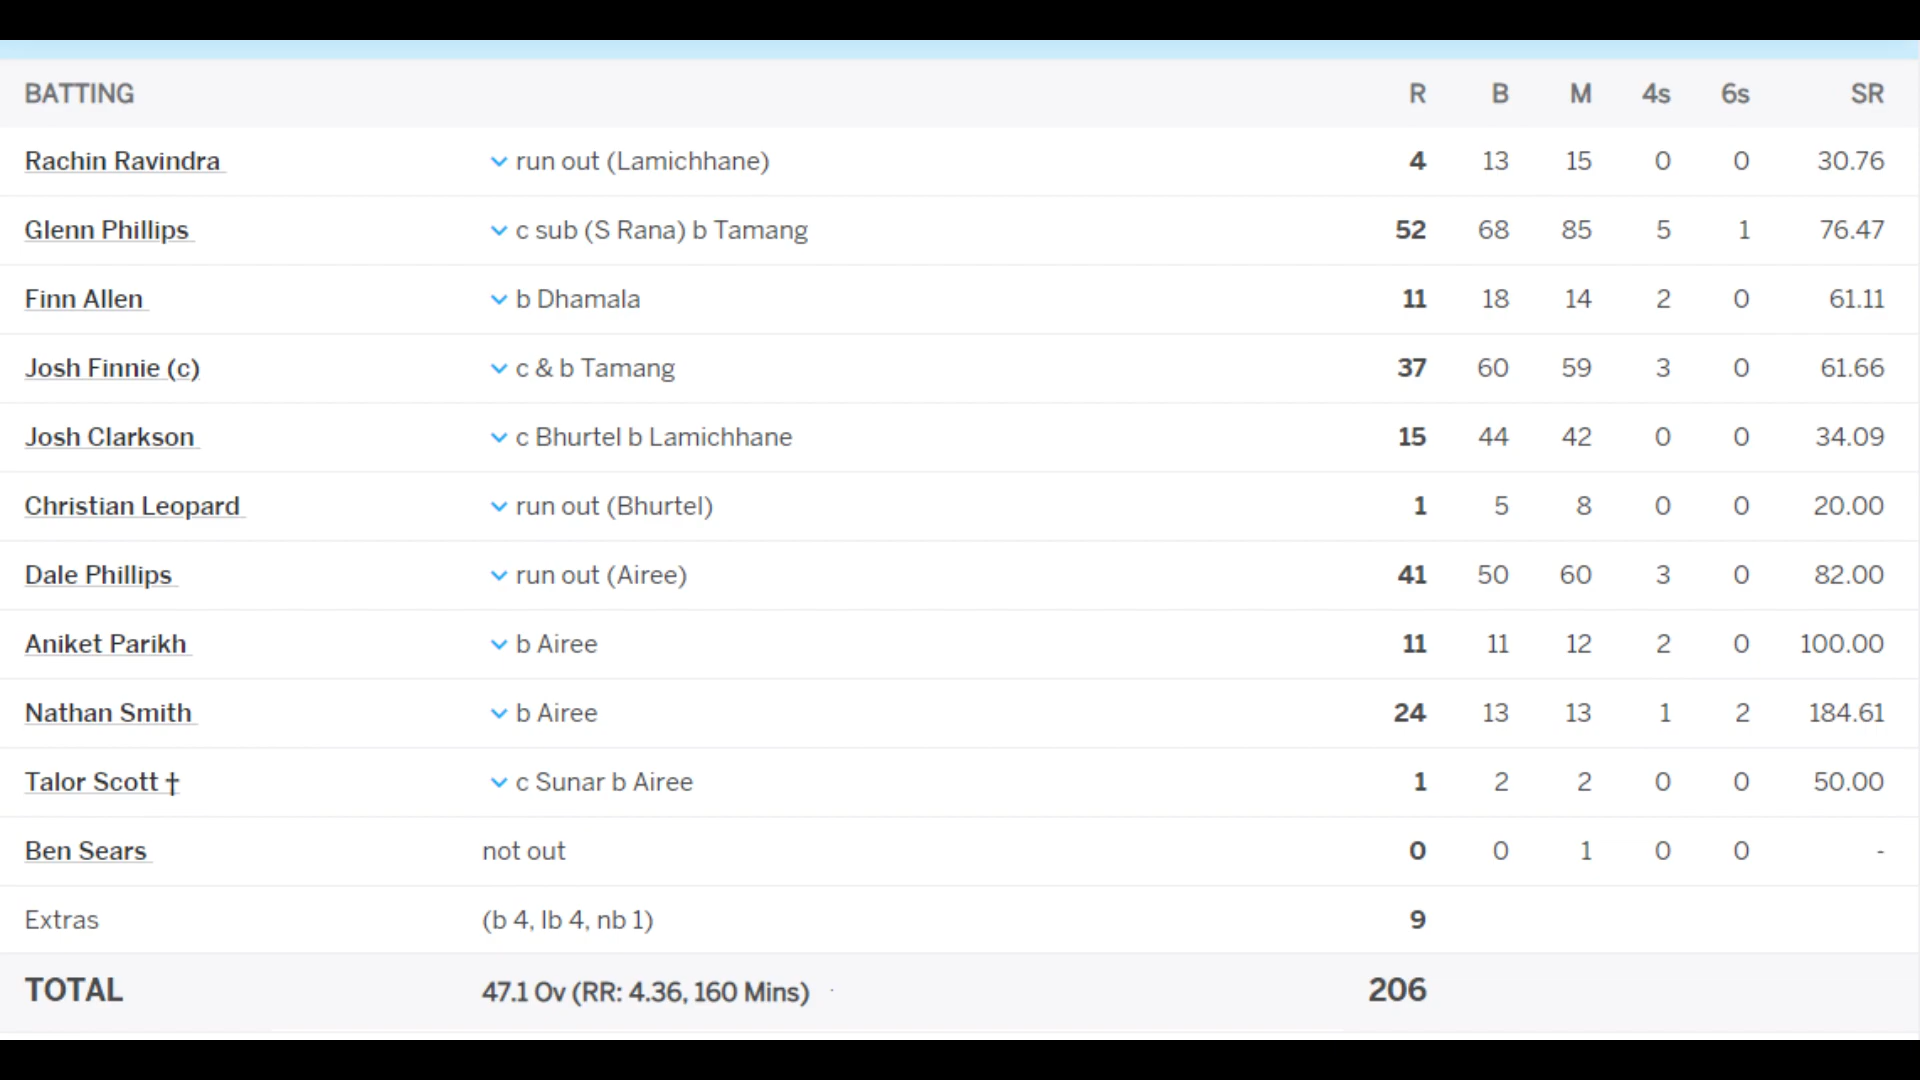 BATTING R B M 4s 6s SR
Rachin Ravindra run out (Lamichhane) 4 13 15 0 0 30.76
Glenn Phillips c sub (S Rana) b Tamang 52 68 85 5 1 76.47
Finn Allen b Dhamala 11 18 14 2 0 61.11
Josh Finnie (c) c & b Tamang 37 60 59 3 0 61.66
Josh Clarkson c Bhurtel b Lamichhane 15 44 42 0 0 34.09
Christian Leopard run out (Bhurtel) 1 5 8 0 0 20.00
Dale Phillips run out (Airee) 41 50 60 3 0 82.00
Aniket Parikh b Airee 11 11 12 2 0 100.00
Nathan Smith b Airee 24 13 13 1 2 184.61
Talor Scott † c Sunar b Airee 1 2 2 0 0 50.00
Ben Sears not out 0 0 1 0 0 -
Extras (b 4, lb 4, nb 1) 9
TOTAL 47.1 Ov (RR: 4.36, 160 Mins) 206